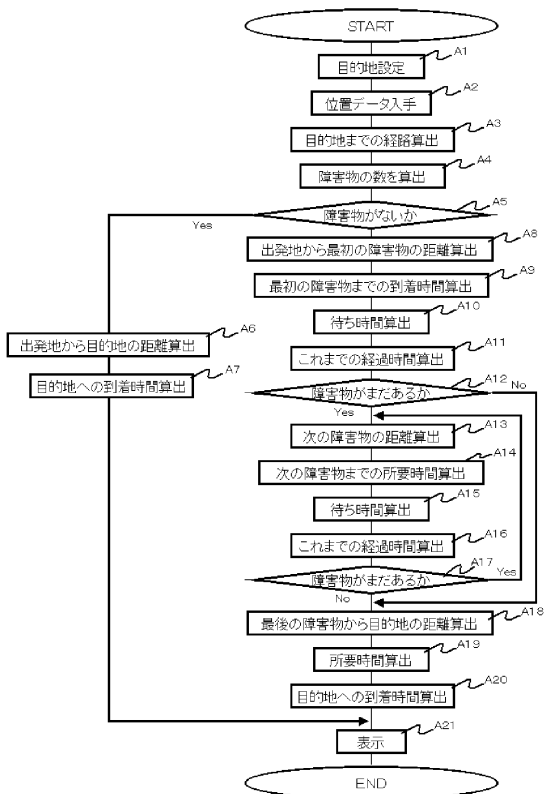 START
目的地設定
A1
位置データ入手
A2
目的地までの経路算出
A3
障害物の数を算出
A4
障害物がないか
A5
Yes
出発地から最初の障害物の距離算出
A8
最初の障害物までの到着時間算出
A9
待ち時間算出
A10
出発地から目的地の距離算出
A6
これまでの経過時間算出
A11
目的地への到着時間算出
A7
障害物がまだあるか
A12
No
Yes
次の障害物の距離算出
A13
次の障害物までの所要時間算出
A14
待ち時間算出
A15
これまでの経過時間算出
A16
障害物がまだあるか
A17
Yes
No
最後の障害物から目的地の距離算出
A18
所要時間算出
A19
目的地への到着時間算出
A20
表示
A21
END